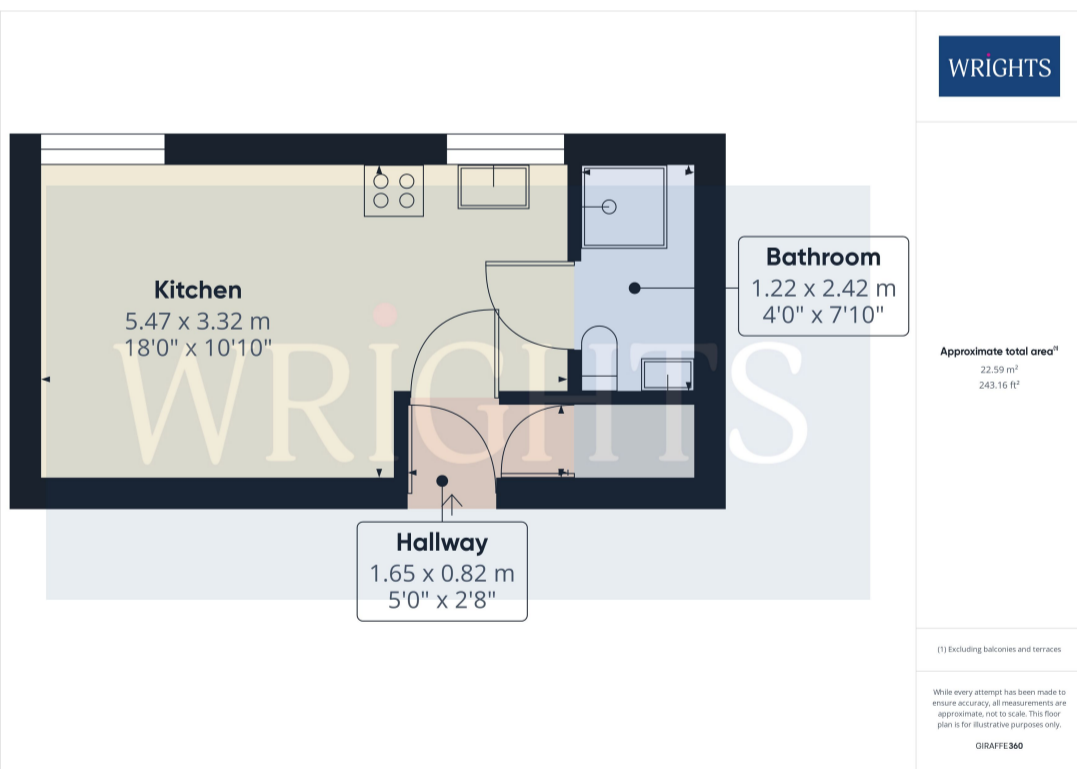 WRIGHTS
Kitchen
5.47 x 3.32 m
18'0" x 10'10"
Bathroom
1.22 x 2.42 m
4'0" x 7'10"
WRIGHTS
Hallway
1.65 x 0.82 m
5'0" x 2'8"
Approximate total area⁽¹⁾
22.59 m²
243.16 ft²
(1) Excluding balconies and terraces
While every attempt has been made to
ensure accuracy, all measurements are
approximate, not to scale. This floor
plan is for illustrative purposes only.
GIRAFFE360